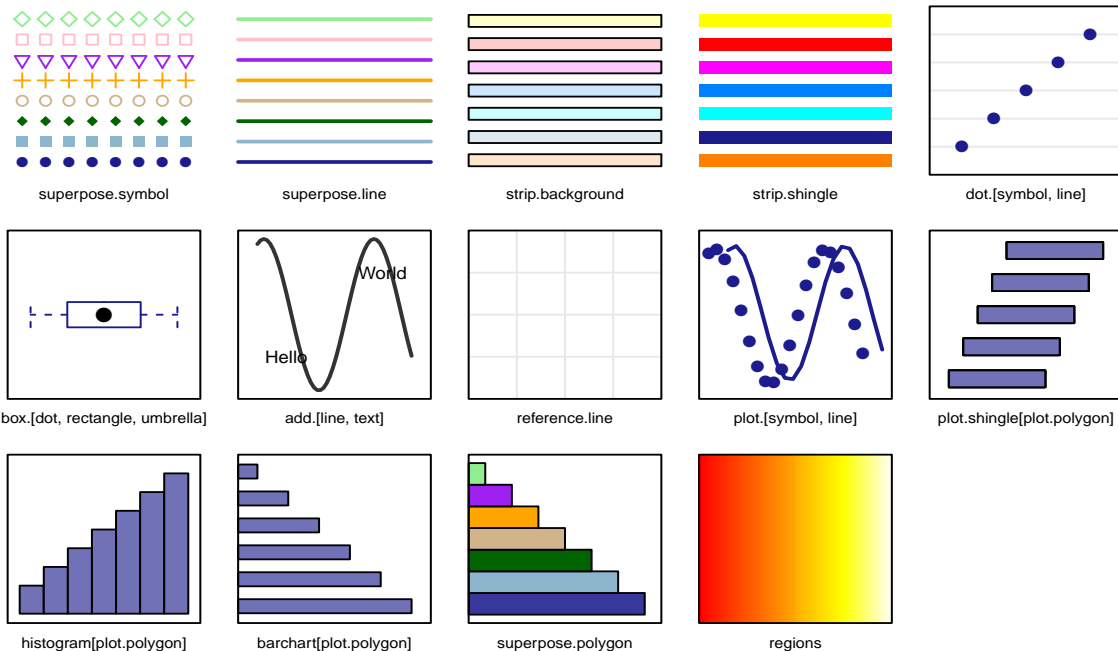 superpose.symbol
superpose.line
strip.background
strip.shingle
dot.[symbol, line]
World
Hello
box.[dot, rectangle, umbrella]
add.[line, text]
reference.line
plot.[symbol, line]
plot.shingle[plot.polygon]
histogram[plot.polygon]
barchart[plot.polygon]
superpose.polygon
regions